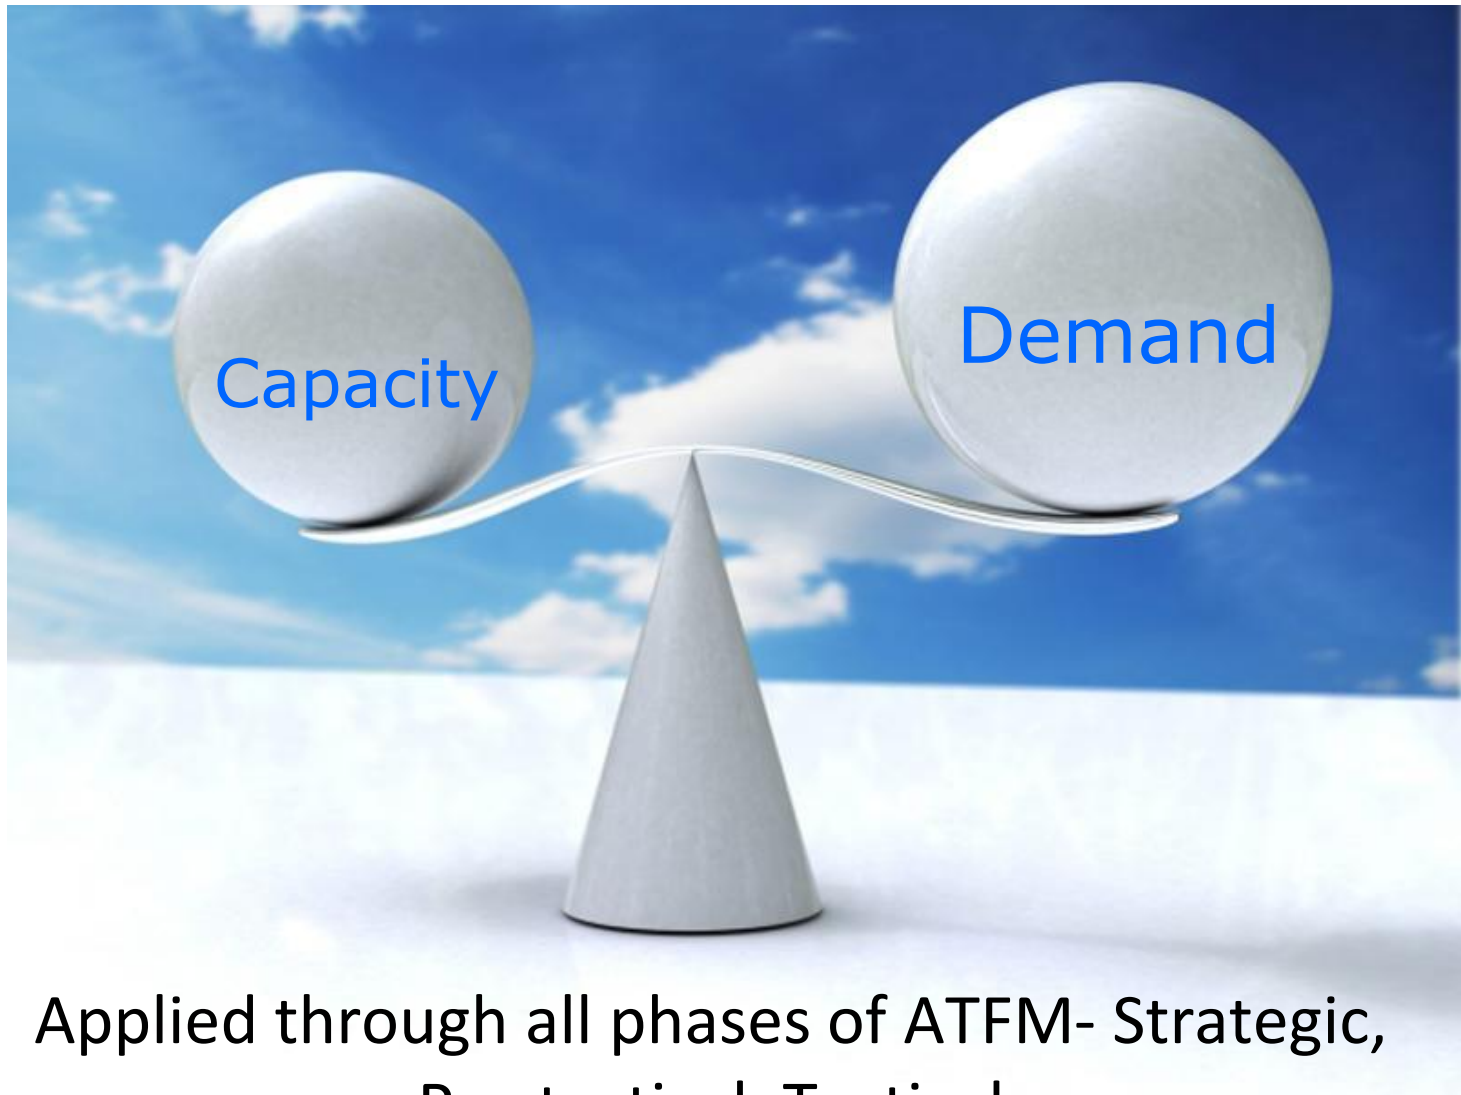 Capacity
Demand
Applied through all phases of ATFM- Strategic,